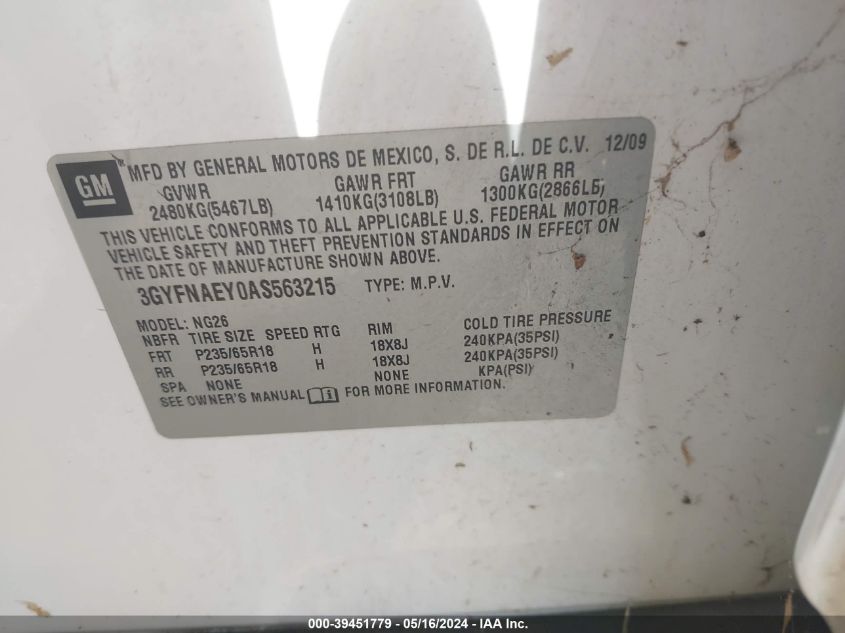 GM
MFD BY GENERAL MOTORS DE MEXICO, S. DE R.L. DE C.V. 12/09
GVWR GAWR FRT GAWR RR
2480KG(5467LB) 1410KG(3108LB) 1300KG(2866LB)
THIS VEHICLE CONFORMS TO ALL APPLICABLE U.S. FEDERAL MOTOR
VEHICLE SAFETY AND THEFT PREVENTION STANDARDS IN EFFECT ON
THE DATE OF MANUFACTURE SHOWN ABOVE.
3GYFNAEY0AS563215 TYPE: M.P.V.
MODEL: NG26
NBFR TIRE SIZE SPEED RTG RIM COLD TIRE PRESSURE
FRT P235/65R18 H 18X8J 240KPA(35PSI)
RR P235/65R18 H 18X8J 240KPA(35PSI)
SPA NONE NONE KPA(PSI)
SEE OWNER'S MANUAL FOR MORE INFORMATION.
000-39451779 - 05/16/2024 - IAA Inc.